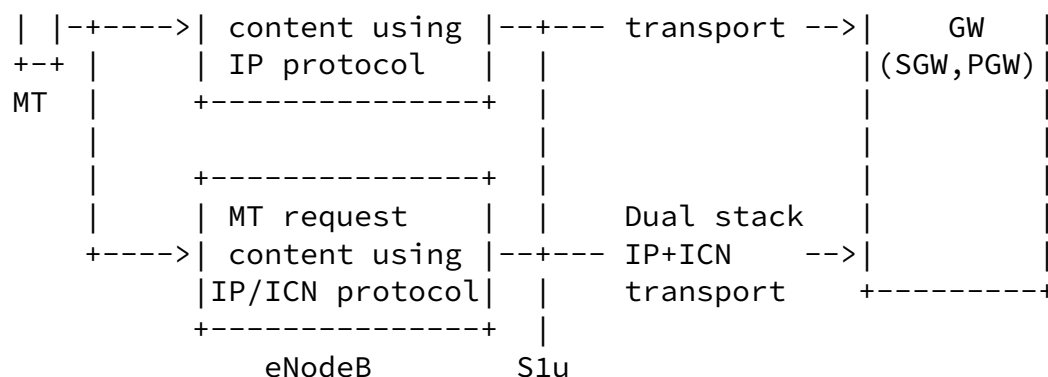 | |-+---->| content using |--+--- transport -->| GW |
+-+ | | IP protocol | | |(SGW,PGW)|
MT | +---------------+ | | |
| | | |
| +---------------+ | | |
| | MT request | | Dual stack | |
+---->| content using |--+--- IP+ICN -->| |
|IP/ICN protocol| | transport +---------+
+---------------+ |
eNodeB S1u